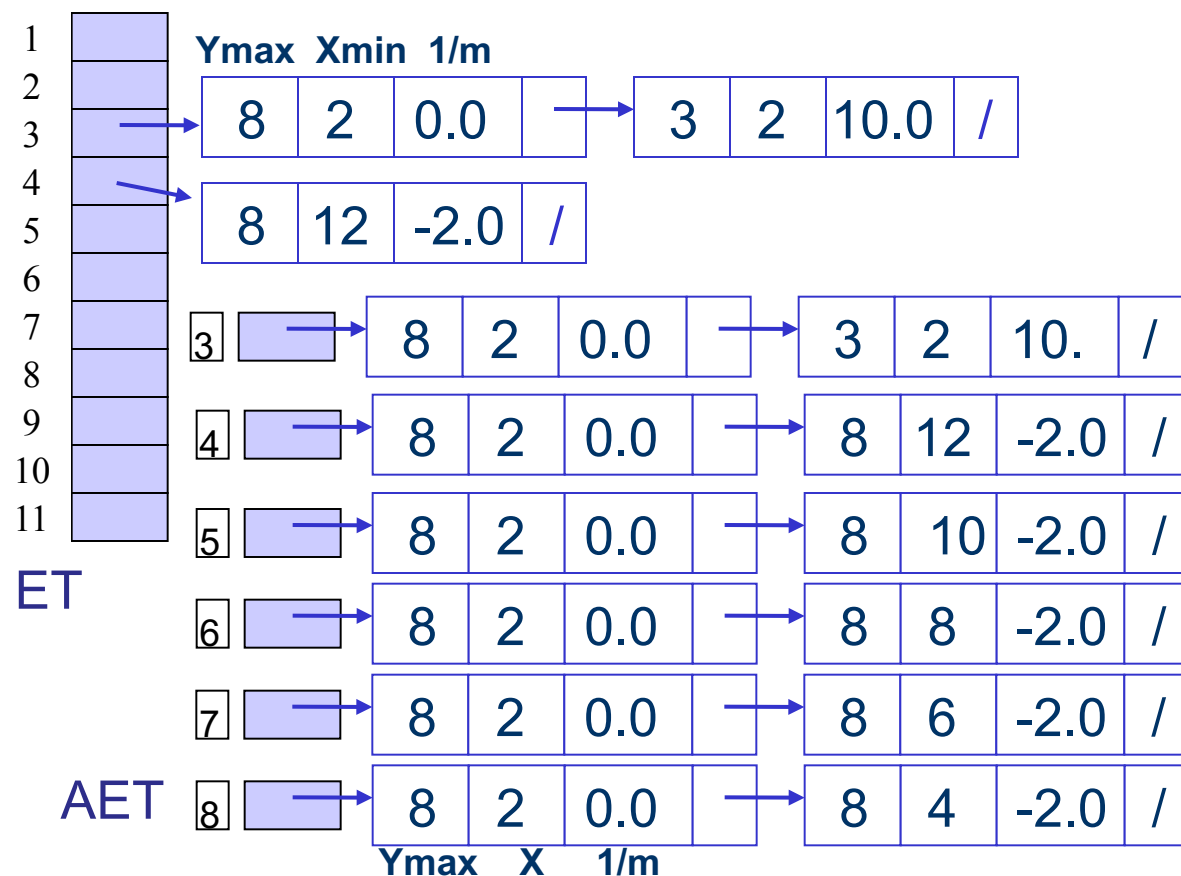 1
2
3
4
5
6
7
8
9
10
11
ET
Ymax Xmin 1/m
8 2 0.0 3 2 10.0 /
8 12 -2.0 /
3 8 2 0.0 3 2 10. /
4 8 2 0.0 8 12 -2.0 /
5 8 2 0.0 8 10 -2.0 /
6 8 2 0.0 8 8 -2.0 /
7 8 2 0.0 8 6 -2.0 /
AET 8 8 2 0.0 8 4 -2.0 /
Ymax X 1/m